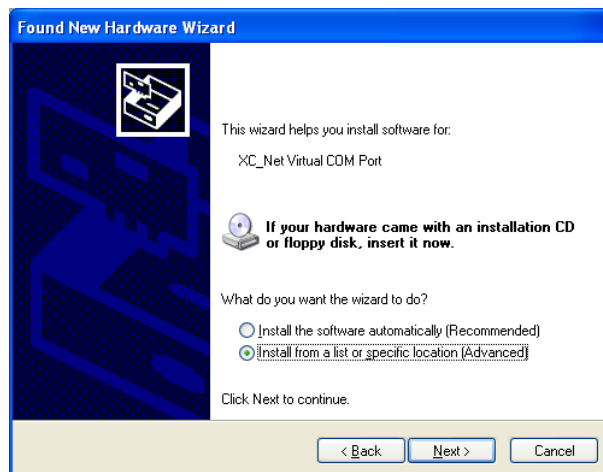 Found New Hardware Wizard
This wizard helps you install software for:
XC_Net Virtual COM Port
If your hardware came with an installation CD
or floppy disk, insert it now.
What do you want the wizard to do?
Install the software automatically (Recommended)
Install from a list or specific location (Advanced)
Click Next to continue.
< Back
Next >
Cancel